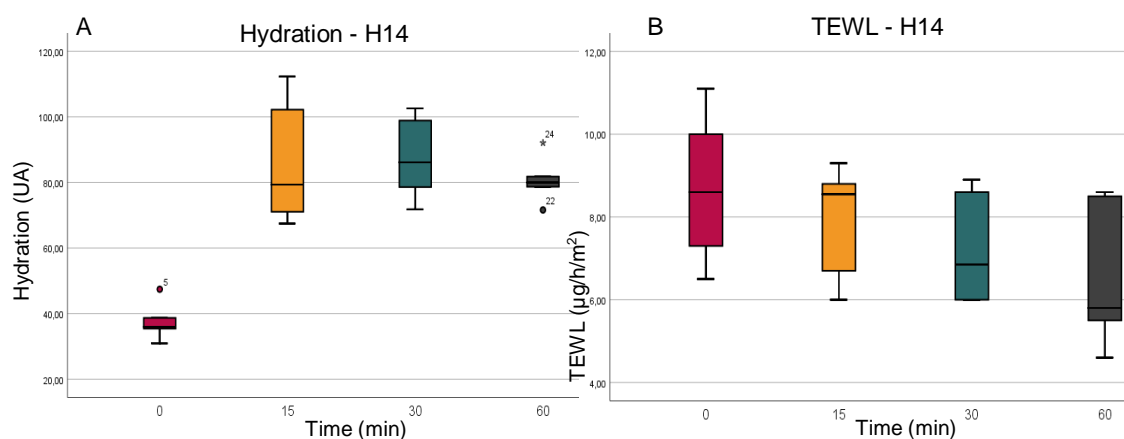 A
Hydration - H14
120,00
100,00
80,00
60,00
40,00
20,00
Hydration (UA)
5
24
22
0 15 30 60
Time (min)
B
TEWL - H14
12,00
10,00
8,00
6,00
4,00
TEWL (µg/h/m²)
0 15 30 60
Time (min)